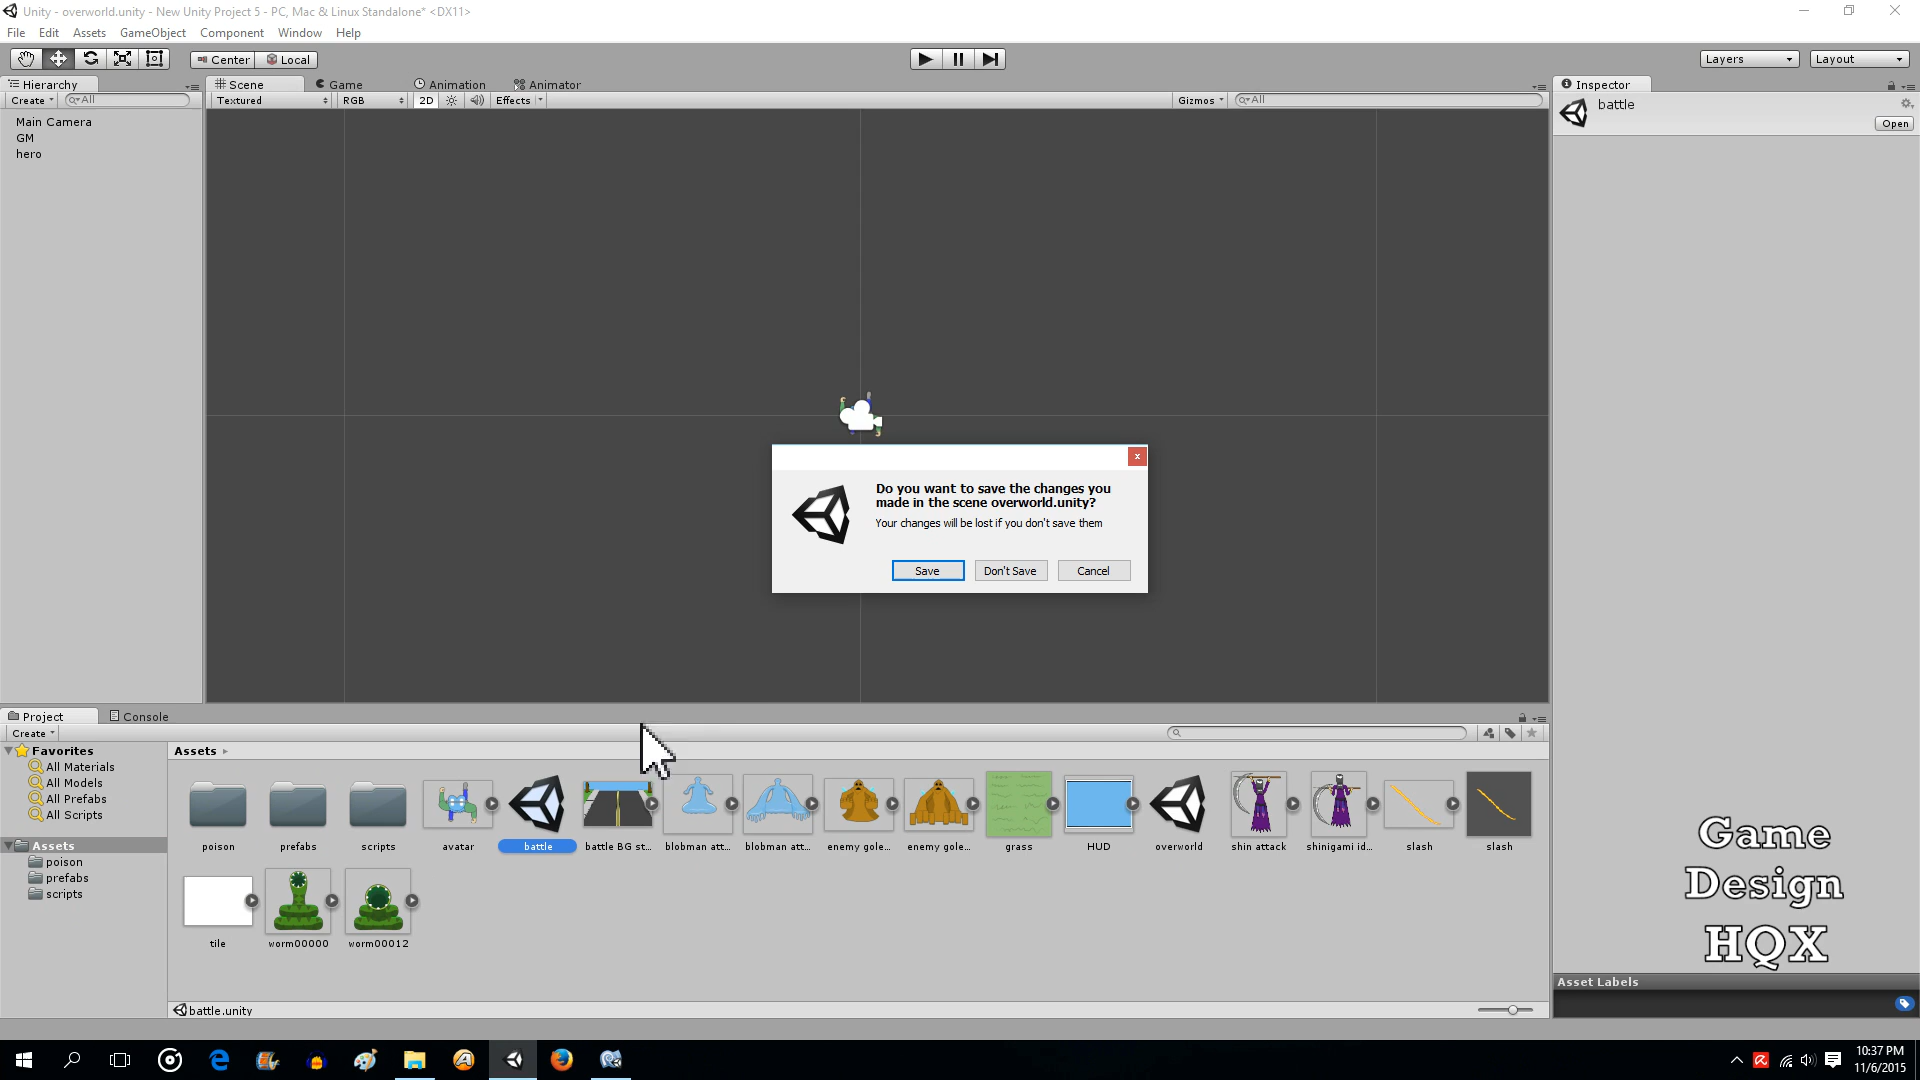 Unity - overworld.unity - New Unity Project 5 - PC, Mac & Linux Standalone* <DX11>
File Edit Assets GameObject Component Window Help
Center Local
Layers Layout
Hierarchy
Scene Game Animation Animator
Inspector
Create All
Textured RGB 2D Effects Gizmos All
battle
Open
Main Camera
GM
hero
Do you want to save the changes you
made in the scene overworld.unity?
Your changes will be lost if you don't save them
Save Don't Save Cancel
Project Console
Create
Favorites
All Materials
All Models
All Prefabs
All Scripts
Assets
poison
prefabs
scripts
Assets
poison prefabs scripts avatar battle battle BG st... blobman att... blobman att... enemy gole... enemy gole... grass HUD overworld shin attack shinigami id... slash slash
tile worm00000 worm00012
battle.unity
Game
Design
HQX
Asset Labels
10:37 PM
11/6/2015